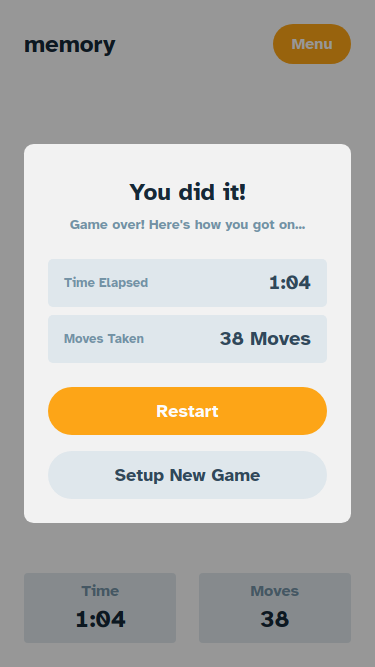 memory
Menu
You did it!
Game over! Here's how you got on...
Time Elapsed
1:04
Moves Taken
38 Moves
Restart
Setup New Game
Time
1:04
Moves
38